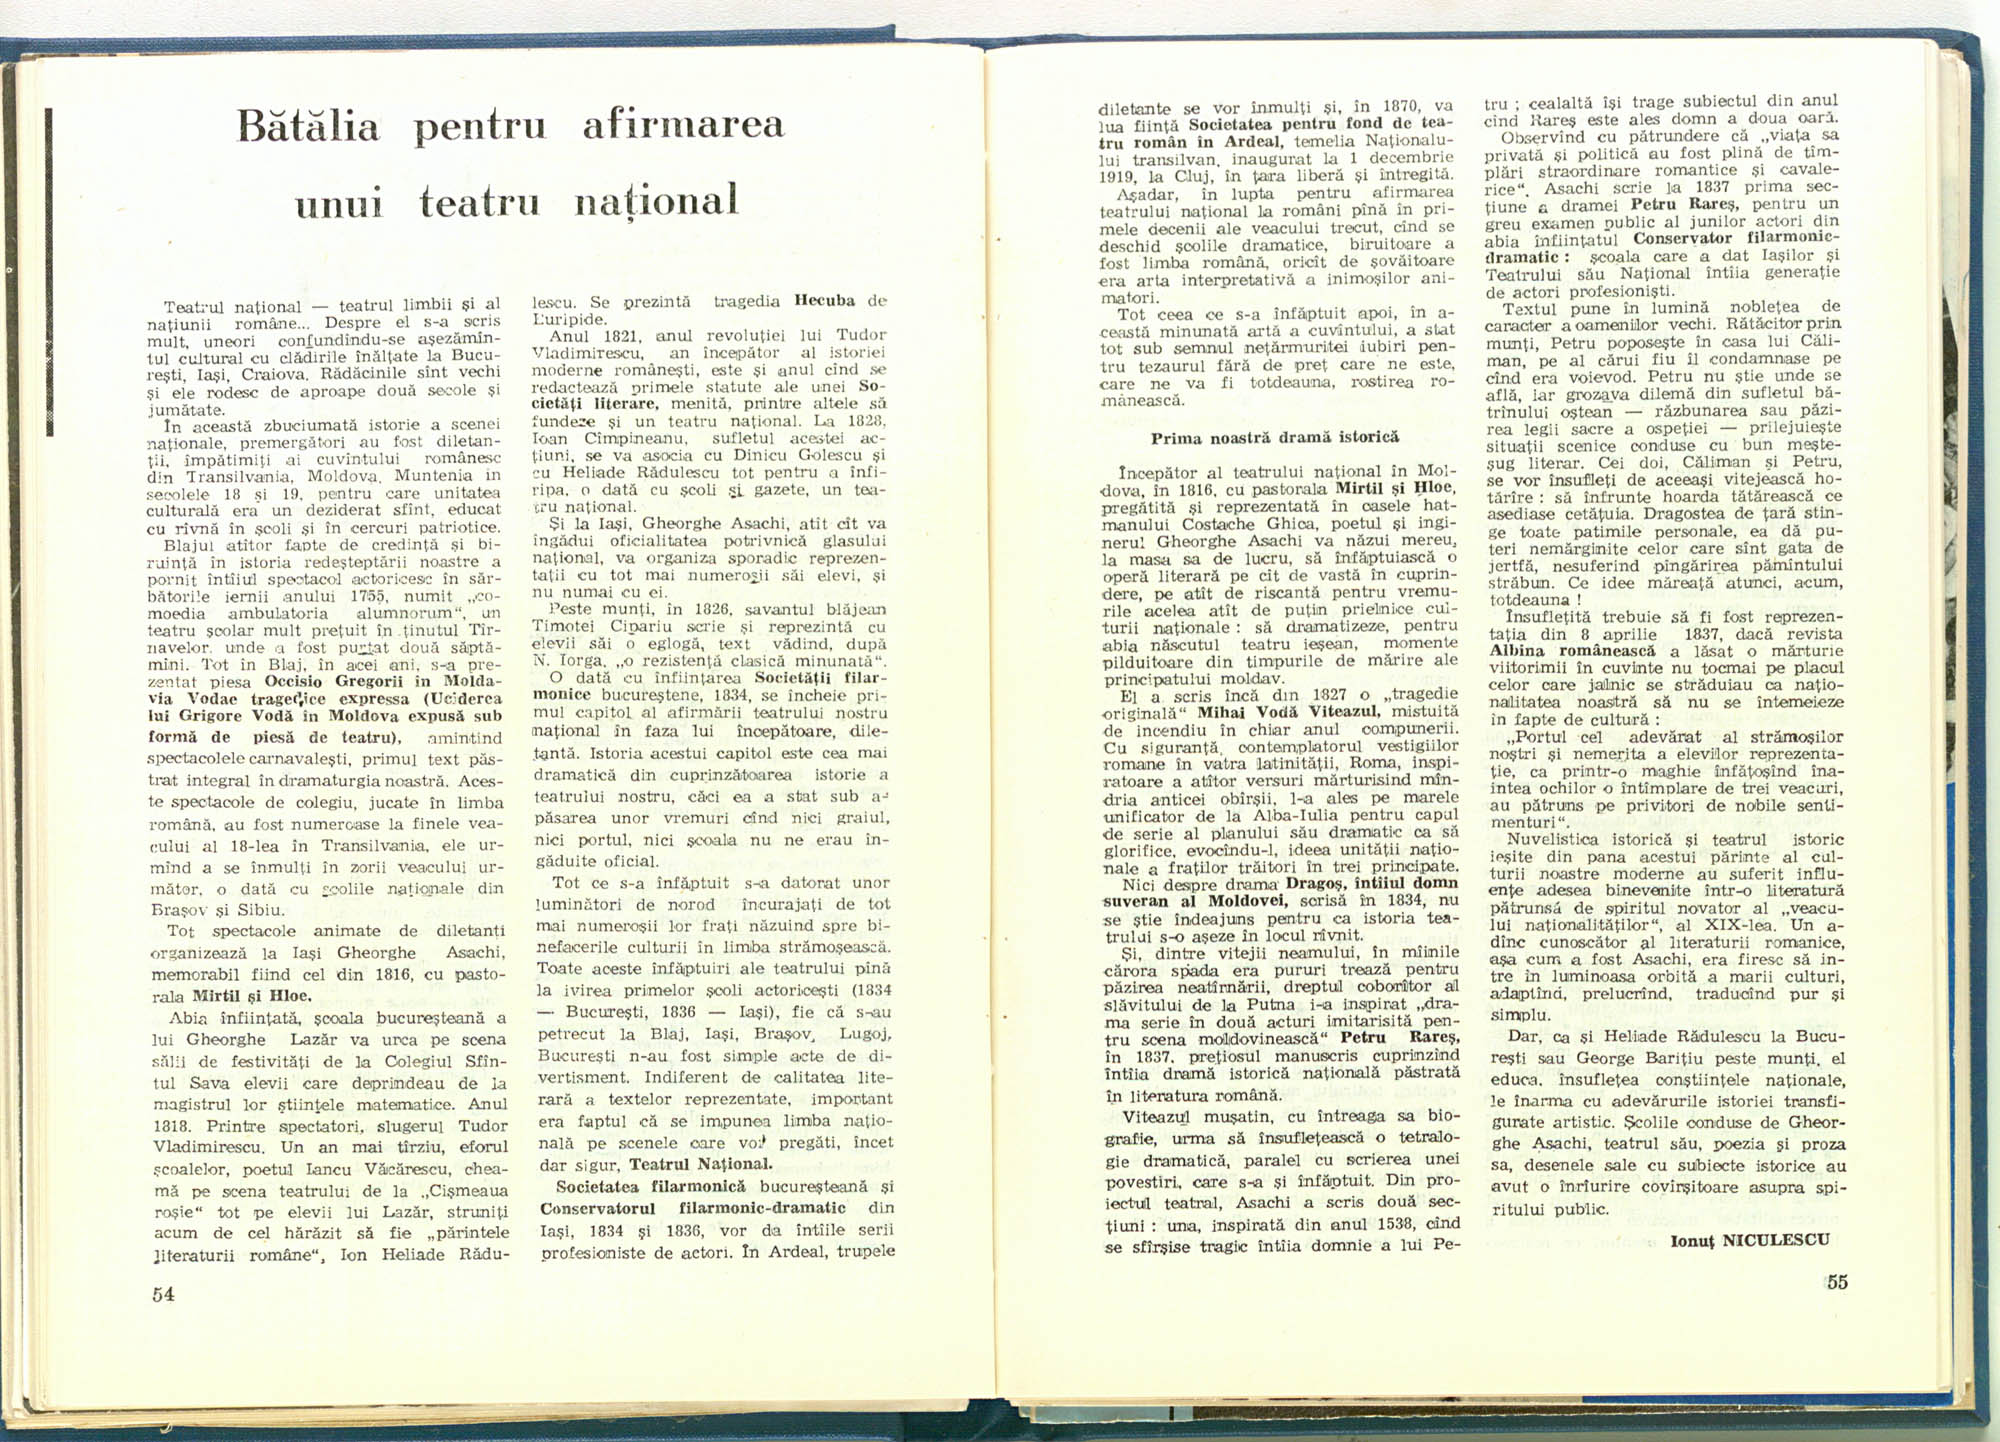 Bătălia pentru afirmarea
unui teatru național
Teatrul național — teatrul limbii și al
națiunii române... Despre el s-a scris
mult, uneori confundîndu-se așezămîn-
tul cultural cu clădirile înălțate la Bucu-
rești, Iași, Craiova. Rădăcinile sînt vechi
și ele rodesc de aproape două secole și
jumătate.
În această zbuciumată istorie a scenei
naționale, premergători au fost diletan-
ții, împătimiți ai cuvîntului românesc
din Transilvania, Moldova, Muntenia în
secolele 18 și 19, pentru care unitatea
culturală era un deziderat sfînt, educat
cu rîvnă în școli și în cercuri patriotice.
Blajul atîtor fapte de credință și bi-
ruință în istoria redeșteptării noastre a
pornit întîiul spectacol actoricesc în săr-
bătorile iernii anului 1755, numit „co-
moedia ambulatoria alumnorum“, un
teatru școlar mult prețuit în ținutul Tîr-
navelor, unde a fost purtat două săptă-
mîni. Tot în Blaj, în acei ani, s-a pre-
zentat piesa Occisio Gregorii in Molda-
via Vodae tragedice expressa (Uciderea
lui Grigore Vodă în Moldova expusă sub
formă de piesă de teatru), amintind
spectacolele carnavalești, primul text păs-
trat integral în dramaturgia noastră. Aces-
te spectacole de colegiu, jucate în limba
română, au fost numeroase la finele vea-
cului al 18-lea în Transilvania, ele ur-
mînd a se înmulți în zorii veacului ur-
mător, o dată cu școlile naționale din
Brașov și Sibiu.
Tot spectacole animate de diletanți
organizează la Iași Gheorghe Asachi,
memorabil fiind cel din 1816, cu pasto-
rala Mirtil și Hloe.
Abia înființată, școala bucureșteană a
lui Gheorghe Lazăr va urca pe scena
sălii de festivități de la Colegiul Sfîn-
tul Sava elevii care deprindeau de la
magistrul lor științele matematice. Anul
1818. Printre spectatori, slugerul Tudor
Vladimirescu. Un an mai tîrziu, eforul
școalelor, poetul Iancu Văcărescu, chea-
mă pe scena teatrului de la „Cișmeaua
roșie“ tot pe elevii lui Lazăr, struniți
acum de cel hărăzit să fie „părintele
literaturii române“, Ion Heliade Rădu-
lescu. Se prezintă tragedia Hecuba de
Euripide.
Anul 1821, anul revoluției lui Tudor
Vladimirescu, an începător al istoriei
moderne românești, este și anul cînd se
redactează primele statute ale unei So-
cietăți literare, menită, printre altele să
fundeze și un teatru național. La 1828,
Ioan Cîmpineanu, sufletul acestei ac-
țiuni, se va asocia cu Dinicu Golescu și
cu Heliade Rădulescu tot pentru a înfi-
ripa, o dată cu școli și gazete, un tea-
tru național.
Și la Iași, Gheorghe Asachi, atît cît va
îngădui oficialitatea potrivnică glasului
național, va organiza sporadic reprezen-
tații cu tot mai numeroșii săi elevi, și
nu numai cu ei.
Peste munți, în 1826, savantul blăjean
Timotei Cipariu scrie și reprezintă cu
elevii săi o eglogă, text vădind, după
N. Iorga, „o rezistență clasică minunată“.
O dată cu înființarea Societății filar-
monice bucureștene, 1834, se încheie pri-
mul capitol al afirmării teatrului nostru
național în faza lui începătoare, dile-
tantă. Istoria acestui capitol este cea mai
dramatică din cuprinzătoarea istorie a
teatrului nostru, căci ea a stat sub a-
păsarea unor vremuri cînd nici graiul,
nici portul, nici școala nu ne erau în-
găduite oficial.
Tot ce s-a înfăptuit s-a datorat unor
luminători de norod încurajați de tot
mai numeroșii lor frați năzuind spre bi-
nefacerile culturii în limba strămoșească.
Toate aceste înfăptuiri ale teatrului pînă
la ivirea primelor școli actoricești (1834
— București, 1836 — Iași), fie că s-au
petrecut la Blaj, Iași, Brașov, Lugoj,
București n-au fost simple acte de di-
vertisment. Indiferent de calitatea lite-
rară a textelor reprezentate, important
era faptul că se impunea limba națio-
nală pe scenele care vor pregăti, încet
dar sigur, Teatrul Național.
Societatea filarmonică bucureșteană și
Conservatorul filarmonic-dramatic din
Iași, 1834 și 1836, vor da întîile serii
profesioniste de actori. În Ardeal, trupele
54
diletante se vor înmulți și, în 1870, va
lua ființă Societatea pentru fond de tea-
tru român în Ardeal, temelia Naționalu-
lui transilvan, inaugurat la 1 decembrie
1919, la Cluj, în țara liberă și întregită.
Așadar, în lupta pentru afirmarea
teatrului național la români pînă în pri-
mele decenii ale veacului trecut, cînd se
deschid școlile dramatice, biruitoare a
fost limba română, oricît de șovăitoare
era arta interpretativă a inimoșilor ani-
matori.
Tot ceea ce s-a înfăptuit apoi, în a-
ceastă minunată artă a cuvîntului, a stat
tot sub semnul nețărmuritei iubiri pen-
tru tezaurul fără de preț care ne este,
care ne va fi totdeauna, rostirea ro-
mânească.
Prima noastră dramă istorică
Începător al teatrului național în Mol-
dova, în 1816, cu pastorala Mirtil și Hloe,
pregătită și reprezentată în casele hat-
manului Costache Ghica, poetul și ingi-
nerul Gheorghe Asachi va năzui mereu,
la masa sa de lucru, să înfăptuiască o
operă literară pe cît de vastă în cuprin-
dere, pe atît de riscantă pentru vremu-
rile acelea atît de puțin prielnice cul-
turii naționale : să dramatizeze, pentru
abia născutul teatru ieșean, momente
pilduitoare din timpurile de mărire ale
principatului moldav.
El a scris încă din 1827 o „tragedie
originală“ Mihai Vodă Viteazul, mistuită
de incendiu în chiar anul compunerii.
Cu siguranță, contemplatorul vestigiilor
romane în vatra latinității, Roma, inspi-
ratoare a atîtor versuri mărturisind mîn-
dria anticei obîrșii, l-a ales pe marele
unificator de la Alba-Iulia pentru capul
de serie al planului său dramatic ca să
glorifice, evocîndu-l, ideea unității națio-
nale a fraților trăitori în trei principate.
Nici despre drama Dragoș, întîiul domn
suveran al Moldovei, scrisă în 1834, nu
se știe îndeajuns pentru ca istoria tea-
trului s-o așeze în locul rîvnit.
Și, dintre vitejii neamului, în mîinile
cărora spada era pururi trează pentru
păzirea neatîrnării, dreptul coborîtor al
slăvitului de la Putna i-a inspirat „dra-
ma serie în două acturi imitarisită pen-
tru scena moldovinească“ Petru Rareș,
în 1837, prețiosul manuscris cuprinzînd
întîia dramă istorică națională păstrată
în literatura română.
Viteazul mușatin, cu întreaga sa bio-
grafie, urma să însuflețească o tetralo-
gie dramatică, paralel cu scrierea unei
povestiri, care s-a și înfăptuit. Din pro-
iectul teatral, Asachi a scris două sec-
țiuni : una, inspirată din anul 1538, cînd
se sfîrșise tragic întîia domnie a lui Pe-
tru ; cealaltă își trage subiectul din anul
cînd Rareș este ales domn a doua oară.
Observînd cu pătrundere că „viața sa
privată și politică au fost plină de tîm-
plări straordinare romantice și cavale-
rice“, Asachi scrie la 1837 prima sec-
țiune a dramei Petru Rareș, pentru un
greu examen public al junilor actori din
abia înființatul Conservator filarmonic-
dramatic : școala care a dat Iașilor și
Teatrului său Național întîia generație
de actori profesioniști.
Textul pune în lumină noblețea de
caracter a oamenilor vechi. Rătăcitor prin
munți, Petru poposește în casa lui Căli-
man, pe al cărui fiu îl condamnase pe
cînd era voievod. Petru nu știe unde se
află, iar grozava dilemă din sufletul bă-
trînului oștean — răzbunarea sau păzi-
rea legii sacre a ospeției — prilejuiește
situații scenice conduse cu bun mește-
șug literar. Cei doi, Căliman și Petru,
se vor însufleți de aceeași vitejească ho-
tărîre : să înfrunte hoarda tătărească ce
asediase cetățuia. Dragostea de țară stin-
ge toate patimile personale, ea dă pu-
teri nemărginite celor care sînt gata de
jertfă, nesuferind pîngărirea pămîntului
străbun. Ce idee măreață atunci, acum,
totdeauna !
Însuflețită trebuie să fi fost reprezen-
tația din 8 aprilie 1837, dacă revista
Albina românească a lăsat o mărturie
viitorimii în cuvinte nu tocmai pe placul
celor care jalnic se străduiau ca națio-
nalitatea noastră să nu se întemeieze
în fapte de cultură :
„Portul cel adevărat al strămoșilor
noștri și nemerita a elevilor reprezenta-
ție, ca printr-o maghie înfățoșînd îna-
intea ochilor o întîmplare de trei veacuri,
au pătruns pe privitori de nobile senti-
menturi“.
Nuvelistica istorică și teatrul istoric
ieșite din pana acestui părinte al cul-
turii noastre moderne au suferit influ-
ențe adesea binevenite într-o literatură
pătrunsă de spiritul novator al „veacu-
lui naționalităților“, al XIX-lea. Un a-
dînc cunoscător al literaturii romanice,
așa cum a fost Asachi, era firesc să in-
tre în luminoasa orbită a marii culturi,
adaptînd, prelucrînd, traducînd pur și
simplu.
Dar, ca și Heliade Rădulescu la Bucu-
rești sau George Barițiu peste munți, el
educa, însuflețea conștiințele naționale,
le înarma cu adevărurile istoriei transfi-
gurate artistic. Școlile conduse de Gheor-
ghe Asachi, teatrul său, poezia și proza
sa, desenele sale cu subiecte istorice au
avut o înrîurire covîrșitoare asupra spi-
ritului public.
Ionuț NICULESCU
55